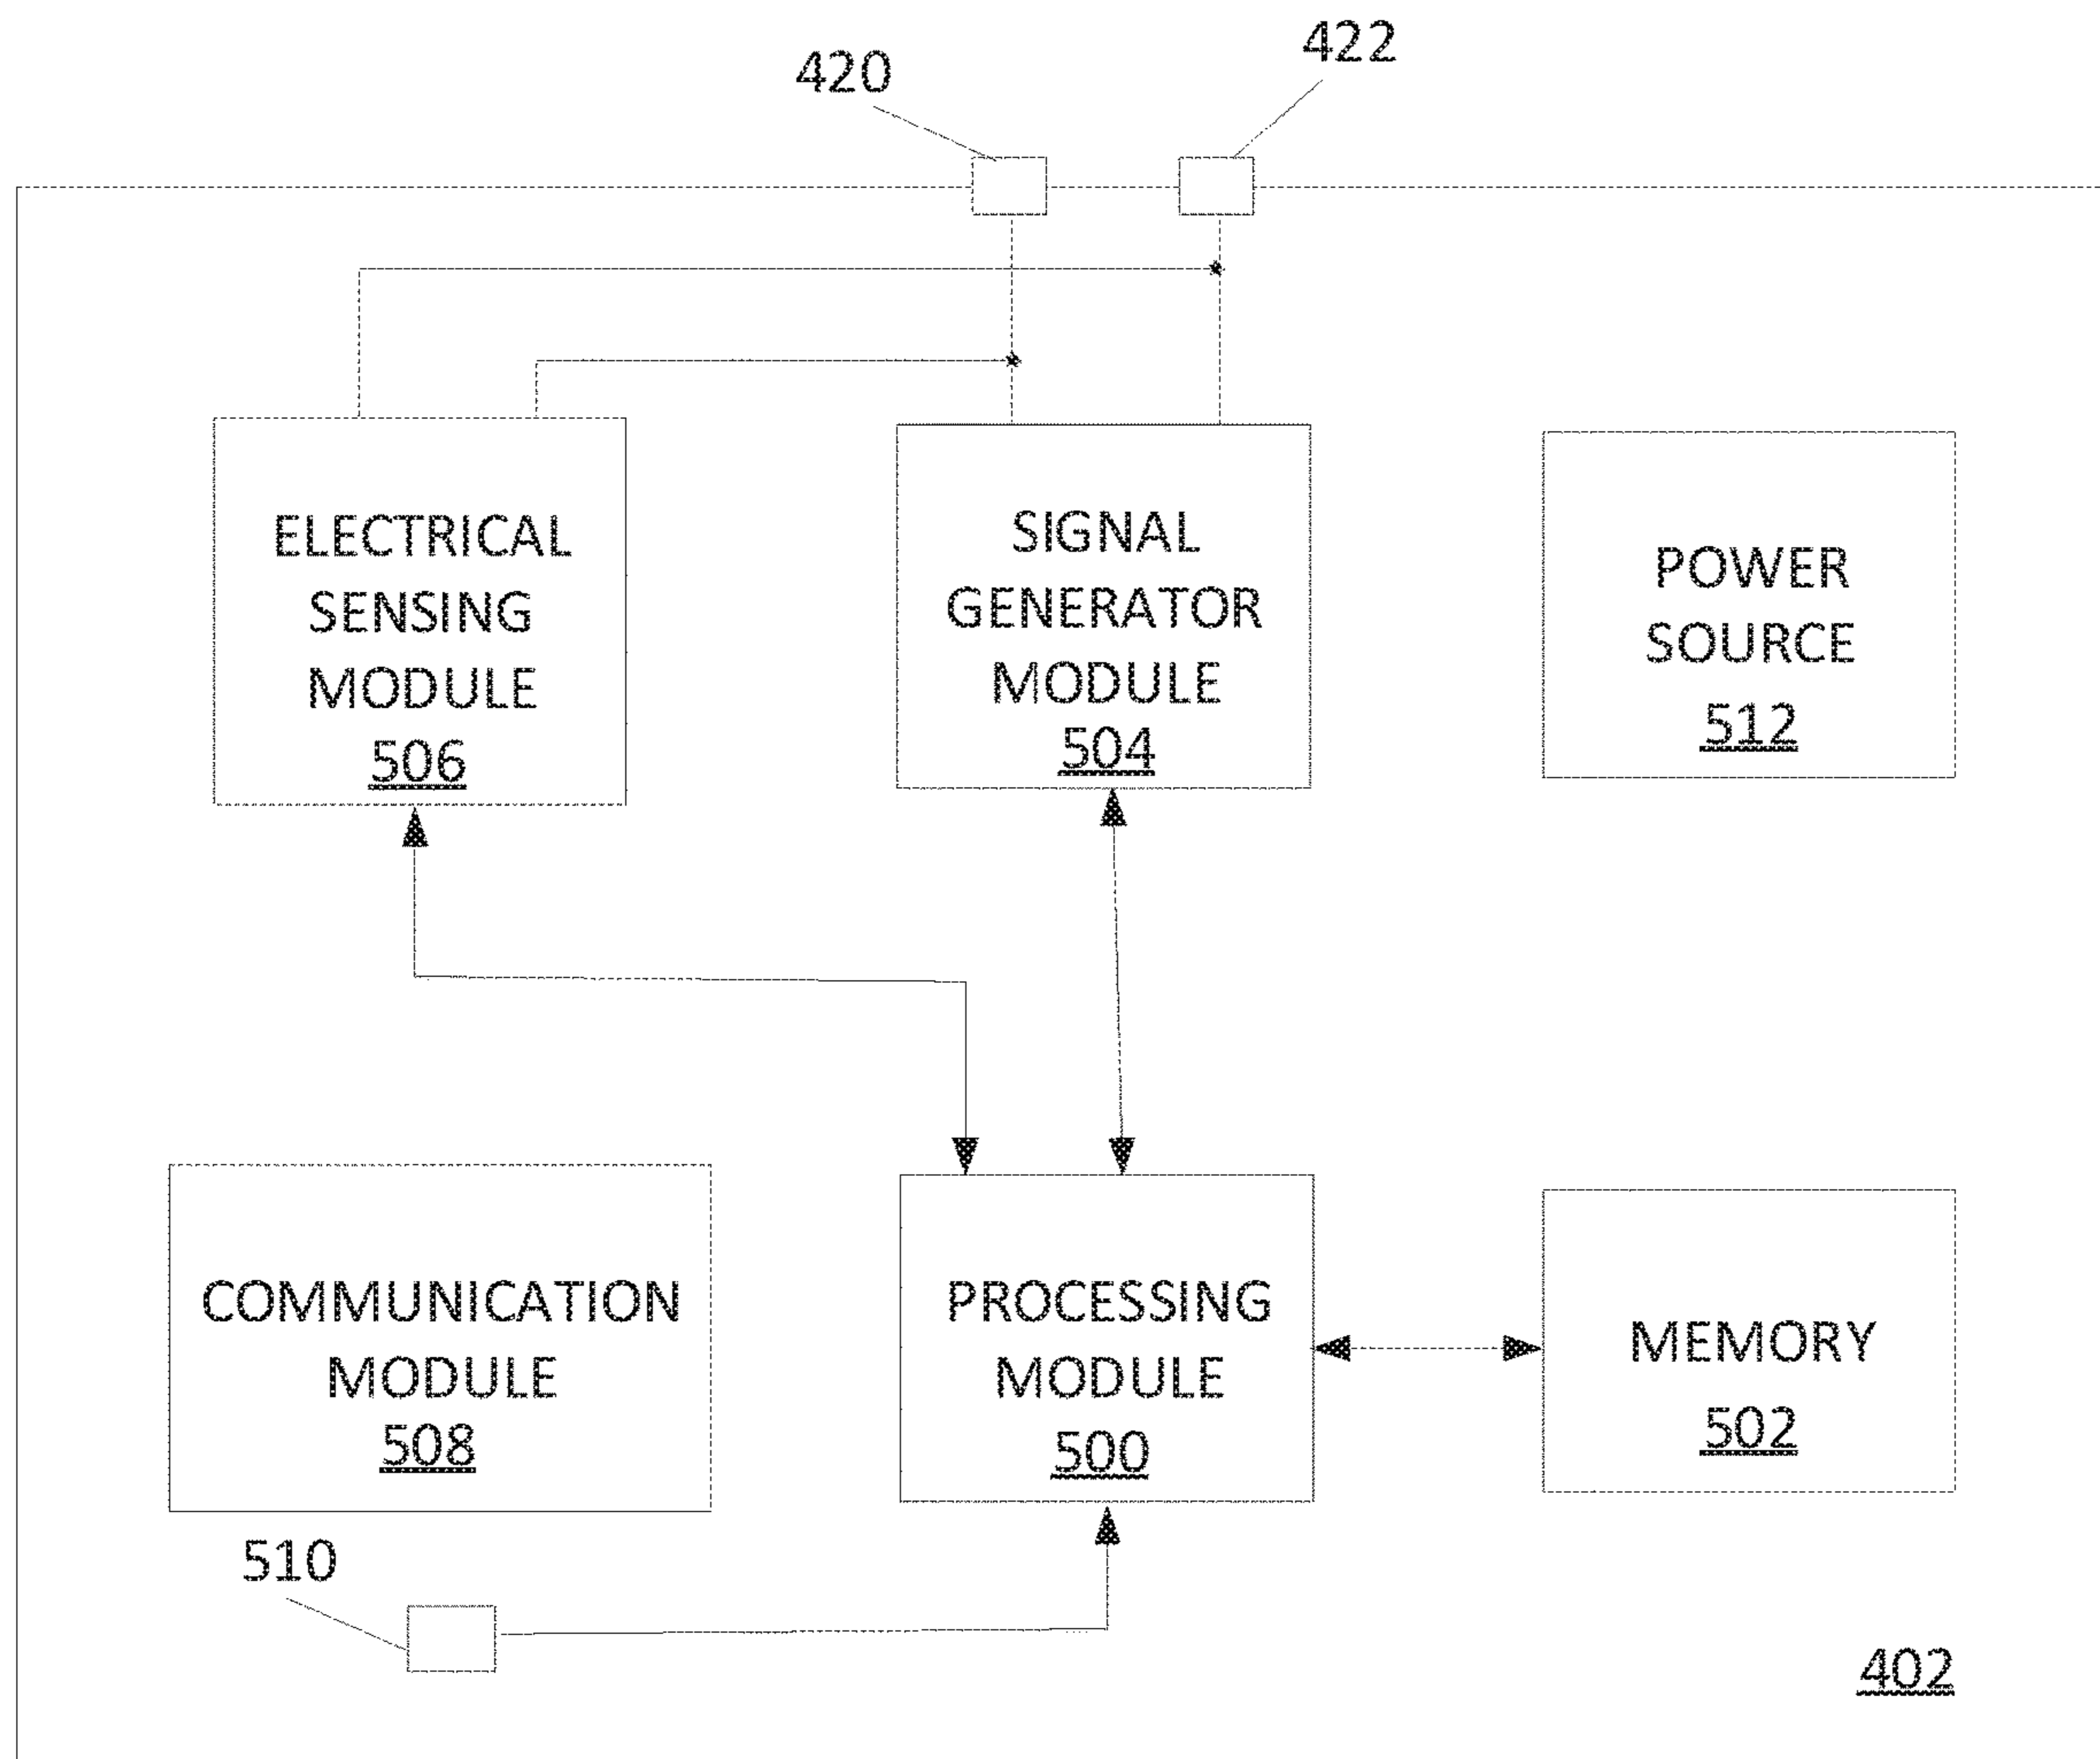 420
422
ELECTRICAL
SENSING
MODULE
506
SIGNAL
GENERATOR
MODULE
504
POWER
SOURCE
512
COMMUNICATION
MODULE
508
PROCESSING
MODULE
500
MEMORY
502
510
402